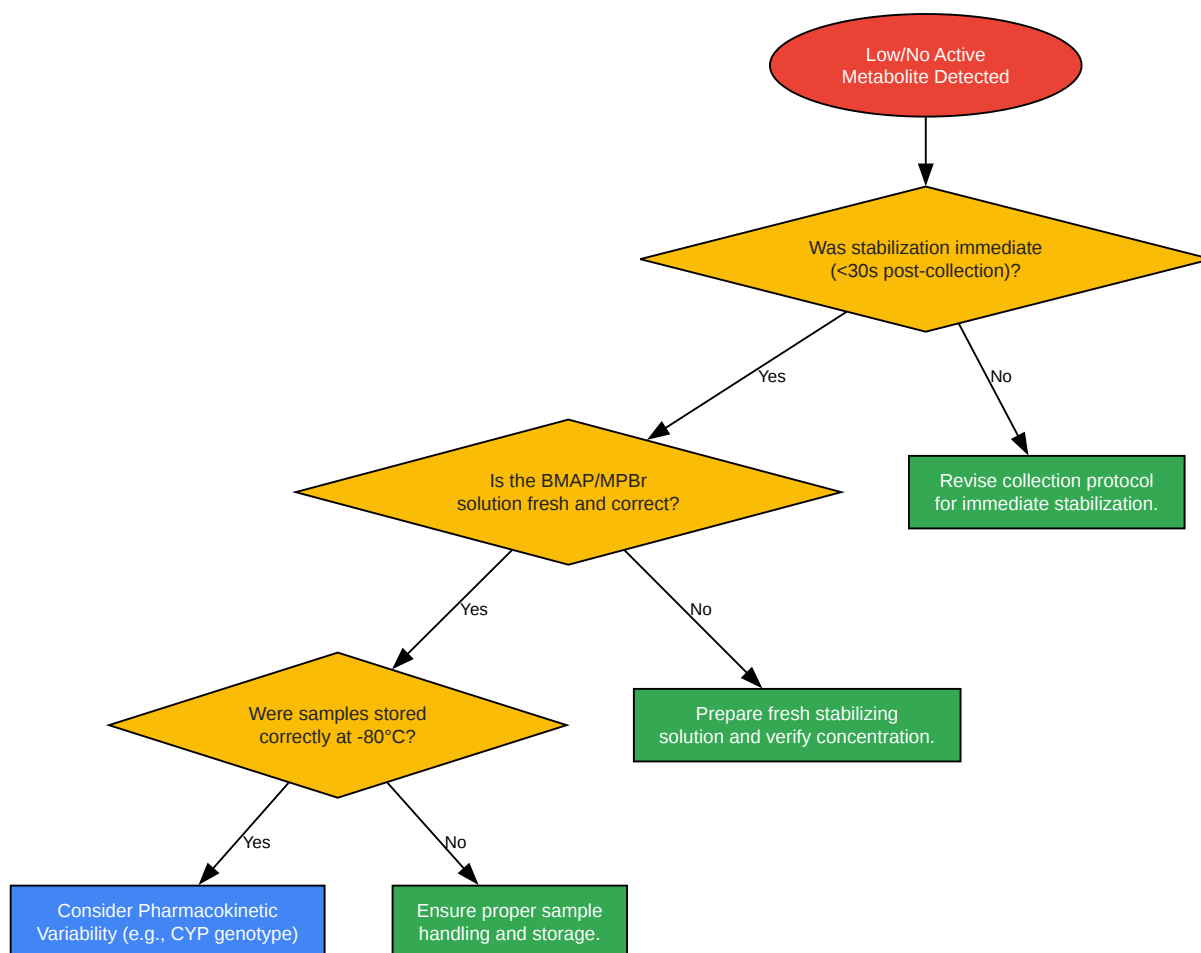 Low/No Active
Metabolite Detected
Was stabilization immediate
(<30s post-collection)?
Yes
No
Is the BMAP/MPBr
solution fresh and correct?
Revise collection protocol
for immediate stabilization.
Yes
No
Were samples stored
correctly at -80°C?
Prepare fresh stabilizing
solution and verify concentration.
Yes
No
Consider Pharmacokinetic
Variability (e.g., CYP genotype)
Ensure proper sample
handling and storage.